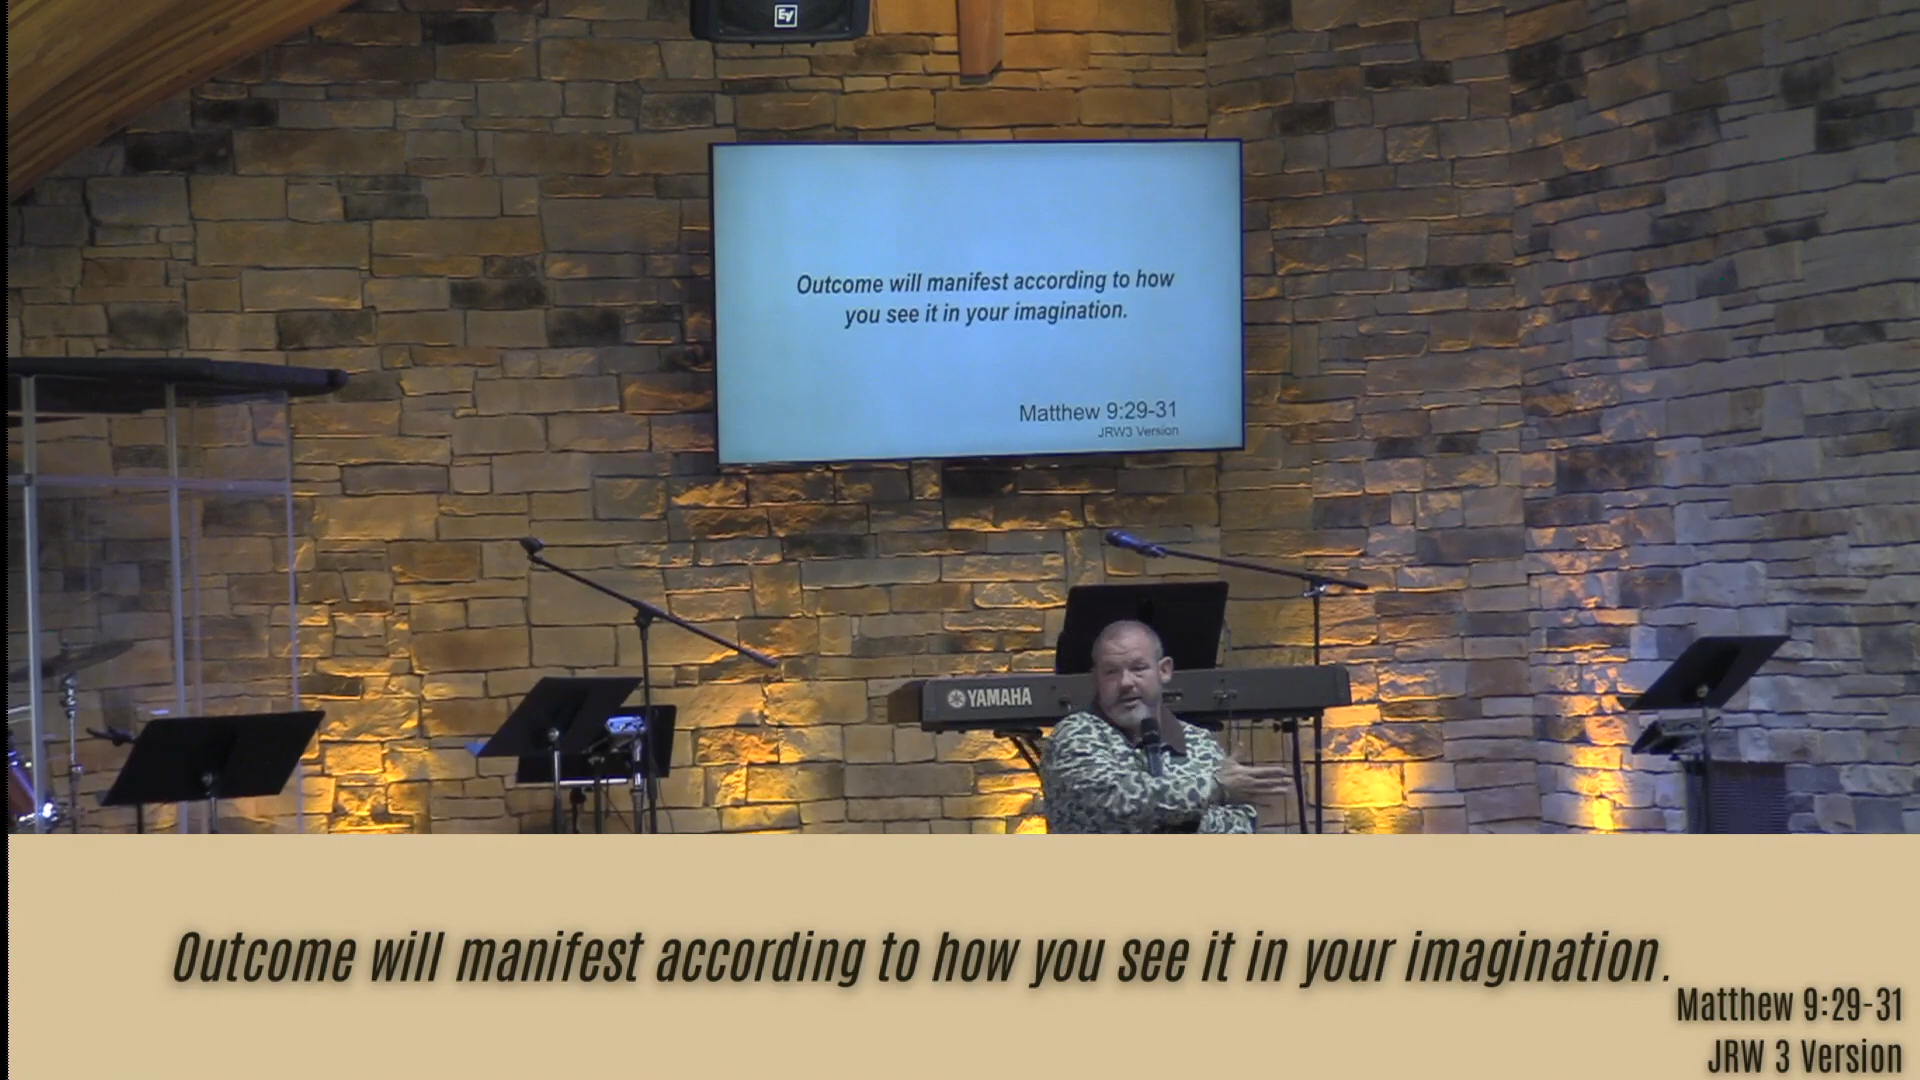 EV
Outcome will manifest according to how
you see it in your imagination.
Matthew 9:29-31
JRW3 Version
YAMAHA
Outcome will manifest according to how you see it in your imagination.
Matthew 9:29-31
JRW 3 Version